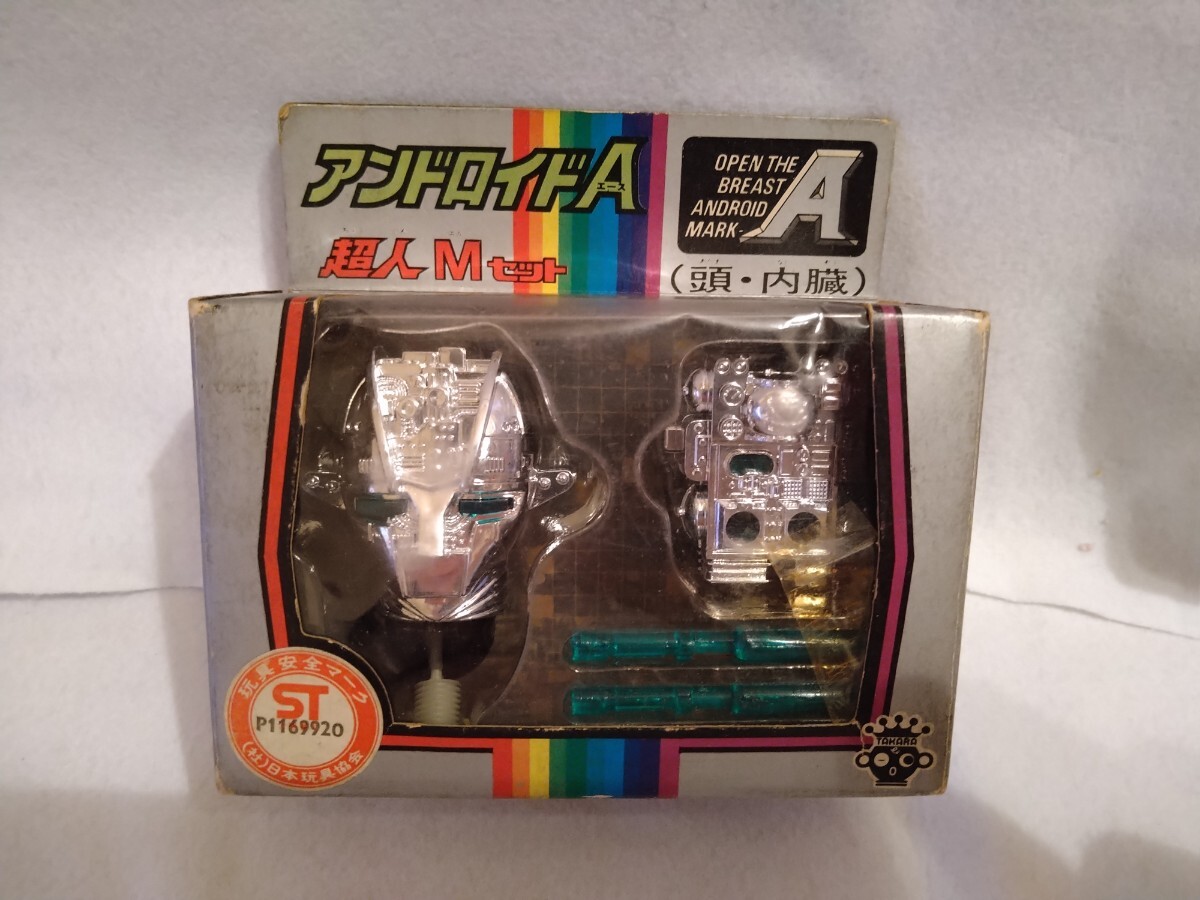 アンドロイドA
エース
超人Mセット
OPEN THE
BREAST
ANDROID
MARK-A
(頭・内臓)
玩具安全マーク
ST
P1169920
(社)日本玩具協会
TAKARA